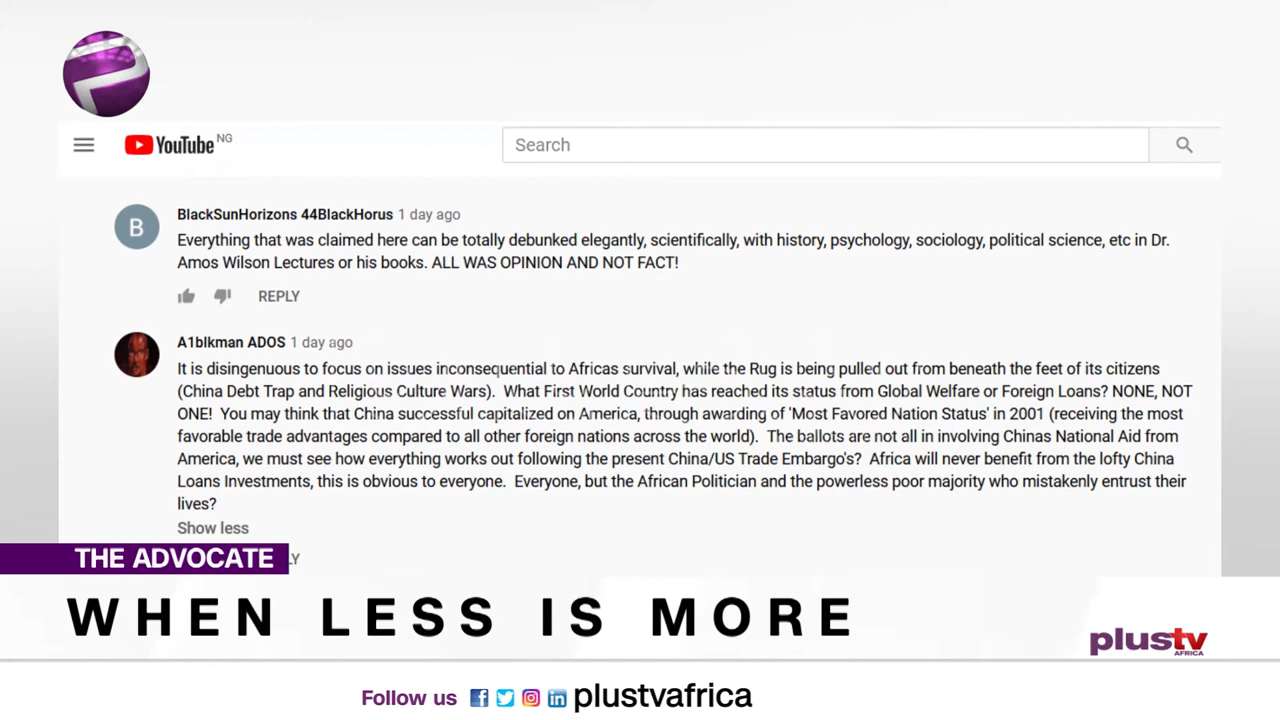 YouTube NG
Search
B
BlackSunHorizons 44BlackHorus 1 day ago
Everything that was claimed here can be totally debunked elegantly, scientifically, with history, psychology, sociology, political science, etc in Dr.
Amos Wilson Lectures or his books. ALL WAS OPINION AND NOT FACT!
REPLY
A1blkman ADOS 1 day ago
It is disingenuous to focus on issues inconsequential to Africas survival, while the Rug is being pulled out from beneath the feet of its citizens
(China Debt Trap and Religious Culture Wars). What First World Country has reached its status from Global Welfare or Foreign Loans? NONE, NOT
ONE! You may think that China successful capitalized on America, through awarding of 'Most Favored Nation Status' in 2001 (receiving the most
favorable trade advantages compared to all other foreign nations across the world). The ballots are not all in involving Chinas National Aid from
America, we must see how everything works out following the present China/US Trade Embargo's? Africa will never benefit from the lofty China
Loans Investments, this is obvious to everyone. Everyone, but the African Politician and the powerless poor majority who mistakenly entrust their
lives?
Show less
LY
THE ADVOCATE
WHEN LESS IS MORE
plustv
AFRICA
Follow us plustvafrica